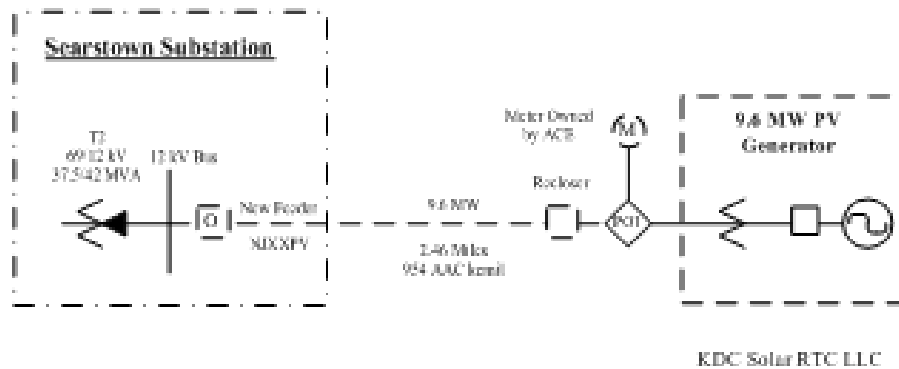 Searstown Substation
T2
69/12 kV
37.5/42 MVA
12 kV Bus
New Feeder
9.6 MW
2.46 Miles
954 AAC kcmil
Meter Owned
by ACE
M
Recloser
POI
9.6 MW PV
Generator
KDC Solar RTC LLC